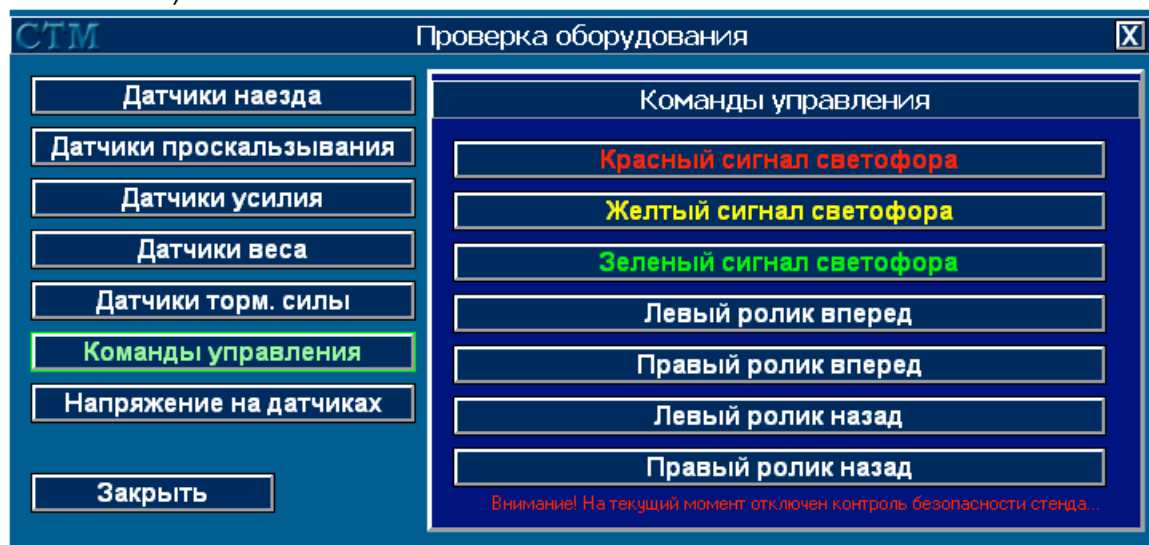 СТМ
Проверка оборудования
X
Датчики наезда
Датчики проскальзывания
Датчики усилия
Датчики веса
Датчики торм. силы
Команды управления
Напряжение на датчиках
Закрыть
Команды управления
Красный сигнал светофора
Желтый сигнал светофора
Зеленый сигнал светофора
Левый ролик вперед
Правый ролик вперед
Левый ролик назад
Правый ролик назад
Внимание! На текущий момент отключен контроль безопасности стенда...